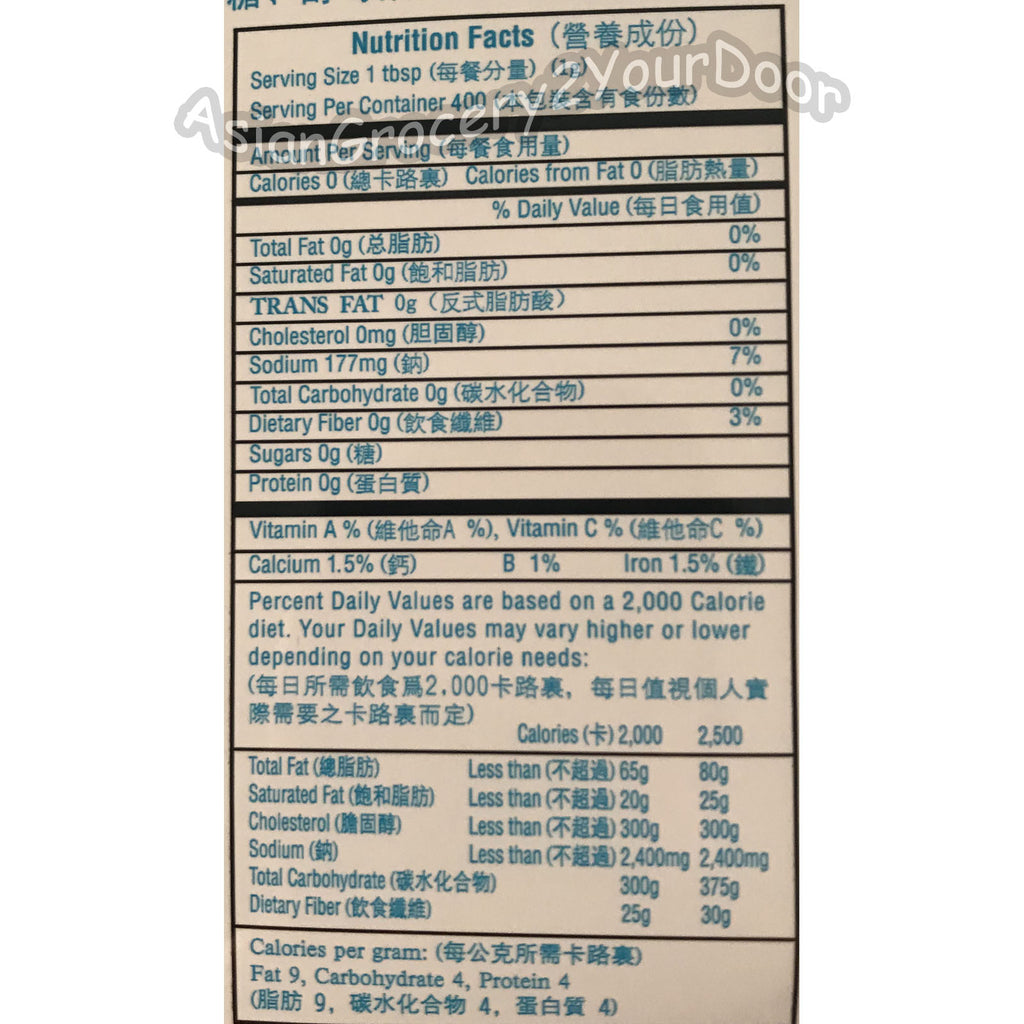 Nutrition Facts (營養成份)
Serving Size 1 tbsp (每餐分量) (1g)
Serving Per Container 400 (本包裝含有食份數)
AsianGrocery2YourDoor
Amount Per Serving (每餐食用量)
Calories 0 (總卡路裏) Calories from Fat 0 (脂肪熱量)
% Daily Value (每日食用值)
Total Fat 0g (总脂肪) 0%
Saturated Fat 0g (飽和脂肪) 0%
TRANS FAT 0g (反式脂肪酸)
Cholesterol 0mg (胆固醇) 0%
Sodium 177mg (鈉) 7%
Total Carbohydrate 0g (碳水化合物) 0%
Dietary Fiber 0g (飲食纖維) 3%
Sugars 0g (糖)
Protein 0g (蛋白質)
Vitamin A % (維他命A %), Vitamin C % (維他命C %)
Calcium 1.5% (鈣) B 1% Iron 1.5% (鐵)
Percent Daily Values are based on a 2,000 Calorie
diet. Your Daily Values may vary higher or lower
depending on your calorie needs:
(每日所需飲食爲2,000卡路裏, 每日值視個人實
際需要之卡路裏而定)
Calories (卡) 2,000 2,500
Total Fat (總脂肪) Less than (不超過) 65g 80g
Saturated Fat (飽和脂肪) Less than (不超過) 20g 25g
Cholesterol (膽固醇) Less than (不超過) 300g 300g
Sodium (鈉) Less than (不超過) 2,400mg 2,400mg
Total Carbohydrate (碳水化合物) 300g 375g
Dietary Fiber (飲食纖維) 25g 30g
Calories per gram: (每公克所需卡路裏)
Fat 9, Carbohydrate 4, Protein 4
(脂肪 9, 碳水化合物 4, 蛋白質 4)